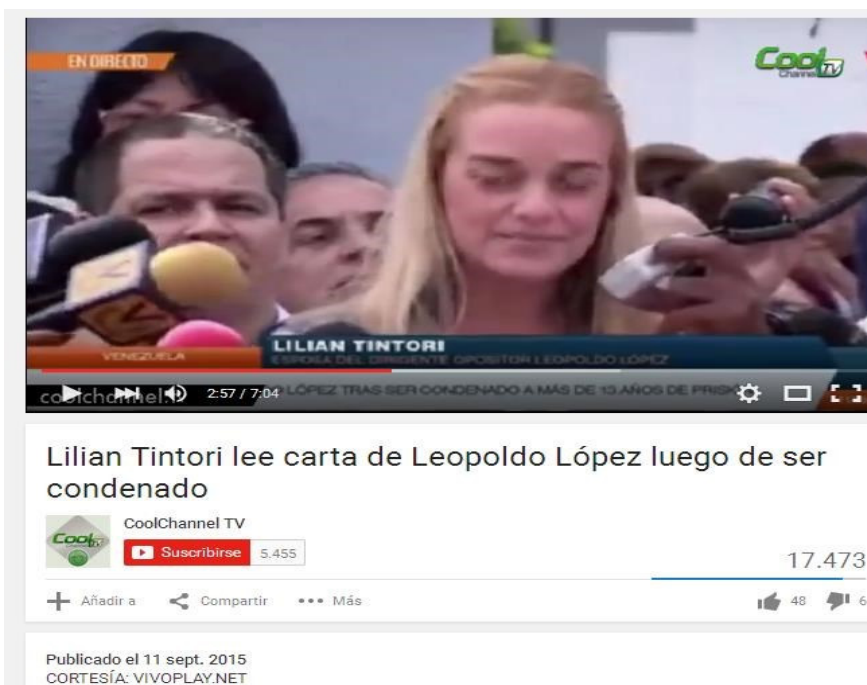 EN DIRECTO
Cool
Channel TV
LILIAN TINTORI
VENEZUELA
ESPOSA DEL DIRIGENTE OPOSITOR LEOPOLDO LÓPEZ
coolchannel.
2:57 / 7:04
LÓPEZ TRAS SER CONDENADO A MÁS DE 13 AÑOS DE PRIS
Lilian Tintori lee carta de Leopoldo López luego de ser
condenado
CoolChannel TV
Cool
Suscribirse 5.455
17.473
Añadir a Compartir Más
48 6
Publicado el 11 sept. 2015
CORTESÍA: VIVOPLAY.NET